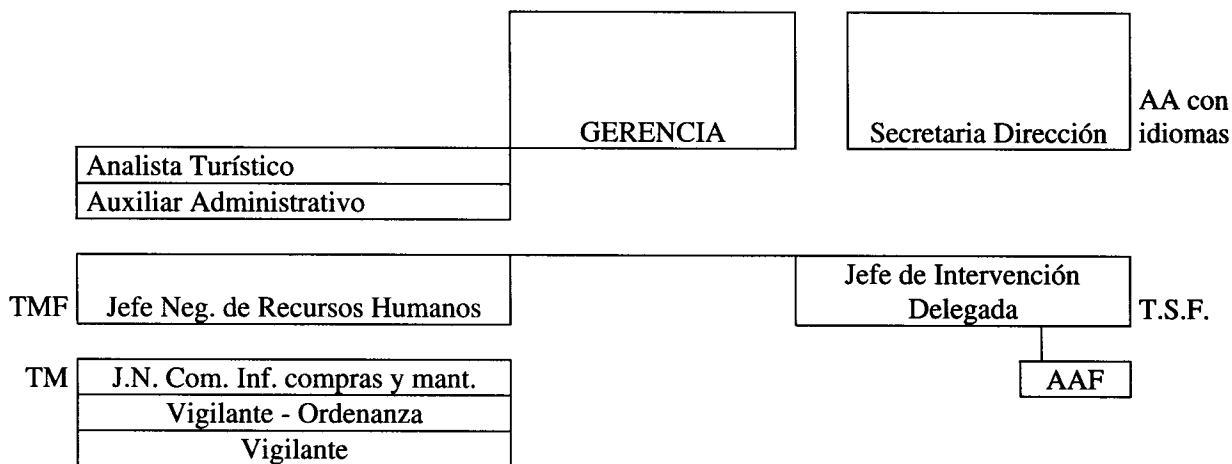 GERENCIA
Secretaria Dirección
AA con
idiomas
Analista Turístico
Auxiliar Administrativo
TMF
Jefe Neg. de Recursos Humanos
Jefe de Intervención
Delegada
T.S.F.
TM
J.N. Com. Inf. compras y mant.
AAF
Vigilante - Ordenanza
Vigilante